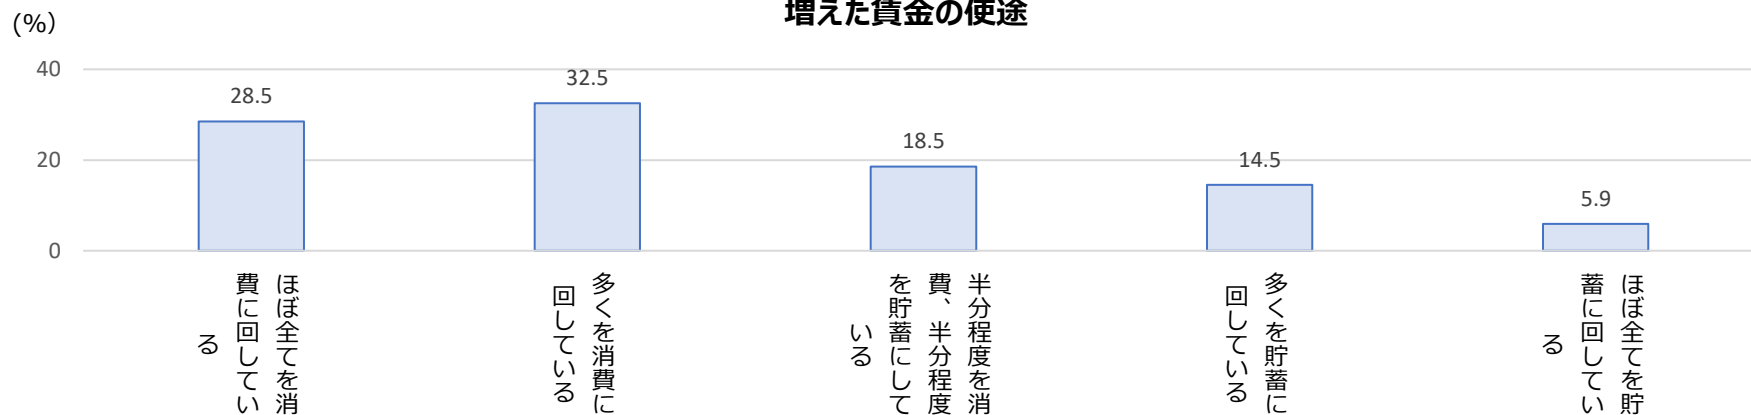 増えた賃金の使途
(%)
40
20
0
28.5
32.5
18.5
14.5
5.9
ほぼ全てを消
費に回してい
る
多くを消費に
回している
半分程度を消
費、半分程度
を貯蓄にして
いる
多くを貯蓄に
回している
ほぼ全てを貯
蓄に回してい
る